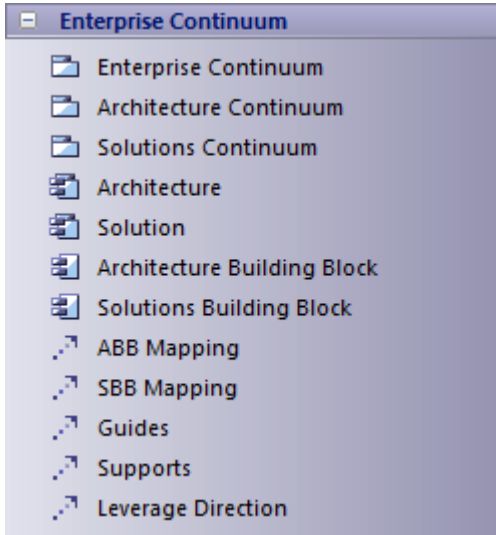 Enterprise Continuum
Enterprise Continuum
Architecture Continuum
Solutions Continuum
Architecture
Solution
Architecture Building Block
Solutions Building Block
ABB Mapping
SBB Mapping
Guides
Supports
Leverage Direction